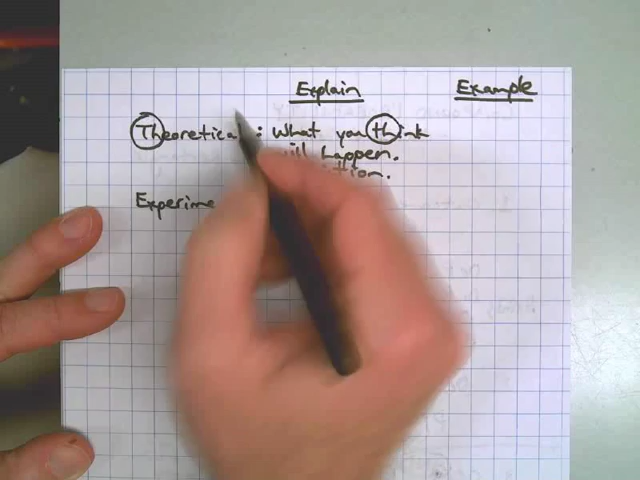 Explain Example
Theoretical: What you think
will happen.
Experime